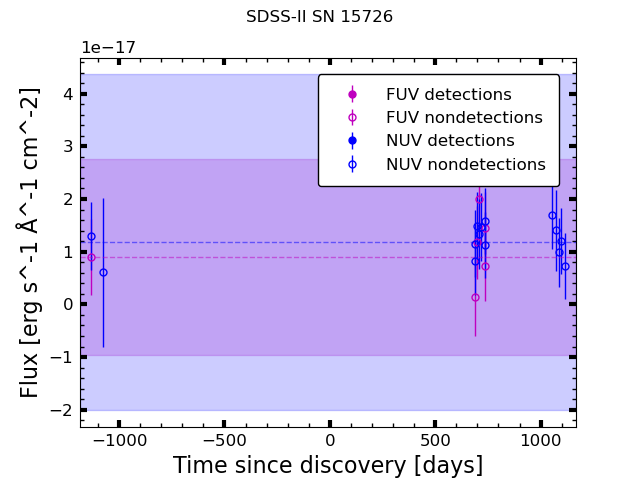 SDSS-II SN 15726
1e−17
FUV detections
FUV nondetections
NUV detections
NUV nondetections
4
3
2
1
0
−1
−2
Flux [erg s^-1 Å^-1 cm^-2]
−1000
−500
0
500
1000
Time since discovery [days]